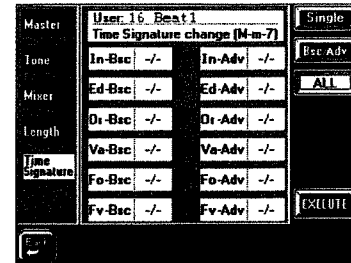 Master
User: 16 Beat1
Time Signature change (M-m-7)
Single
Tone
In-Bsc -/- In-Adv -/-
Bsc Adv
Mixer
Ed-Bsc -/- Ed-Adv -/-
ALL
Length
Or-Bsc -/- Or-Adv -/-
Va-Bsc -/- Va-Adv -/-
Time
Signature
Fo-Bsc -/- Fo-Adv -/-
Fv-Bsc -/- Fv-Adv -/-
EXECUTE
Exit